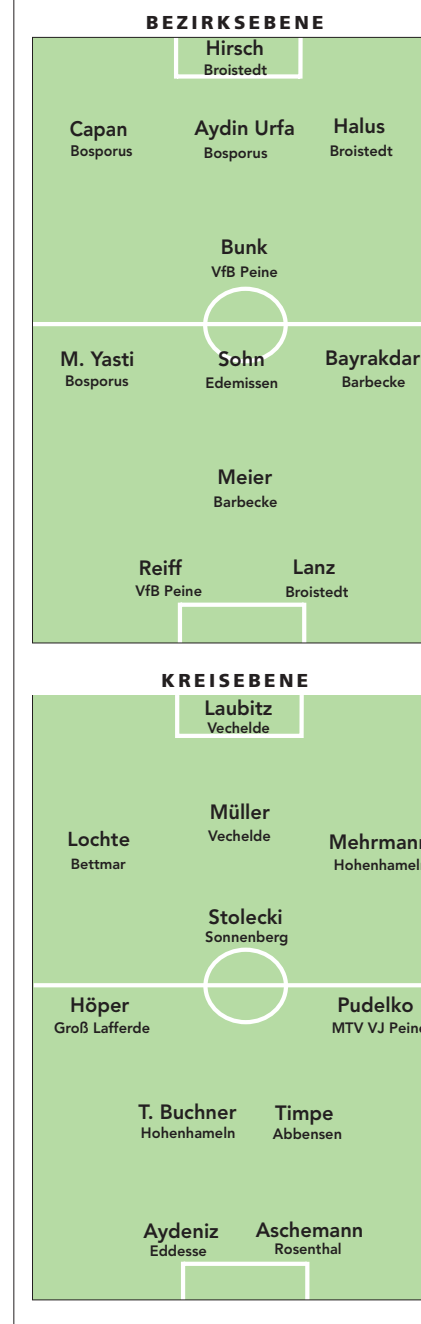 BEZIRKSEBENE
Hirsch
Broistedt
Capan
Bosporus
Aydin Urfa
Bosporus
Halus
Broistedt
Bunk
VfB Peine
M. Yasti
Bosporus
Sohn
Edemissen
Bayrakdar
Barbecke
Meier
Barbecke
Reiff
VfB Peine
Lanz
Broistedt
KREISEBENE
Laubitz
Vechelde
Müller
Vechelde
Lochte
Bettmar
Mehrmann
Hohenhameln
Stolecki
Sonnenberg
Höper
Groß Lafferde
Pudelko
MTV VJ Peine
T. Buchner
Hohenhameln
Timpe
Abbensen
Aydeniz
Eddesse
Aschemann
Rosenthal